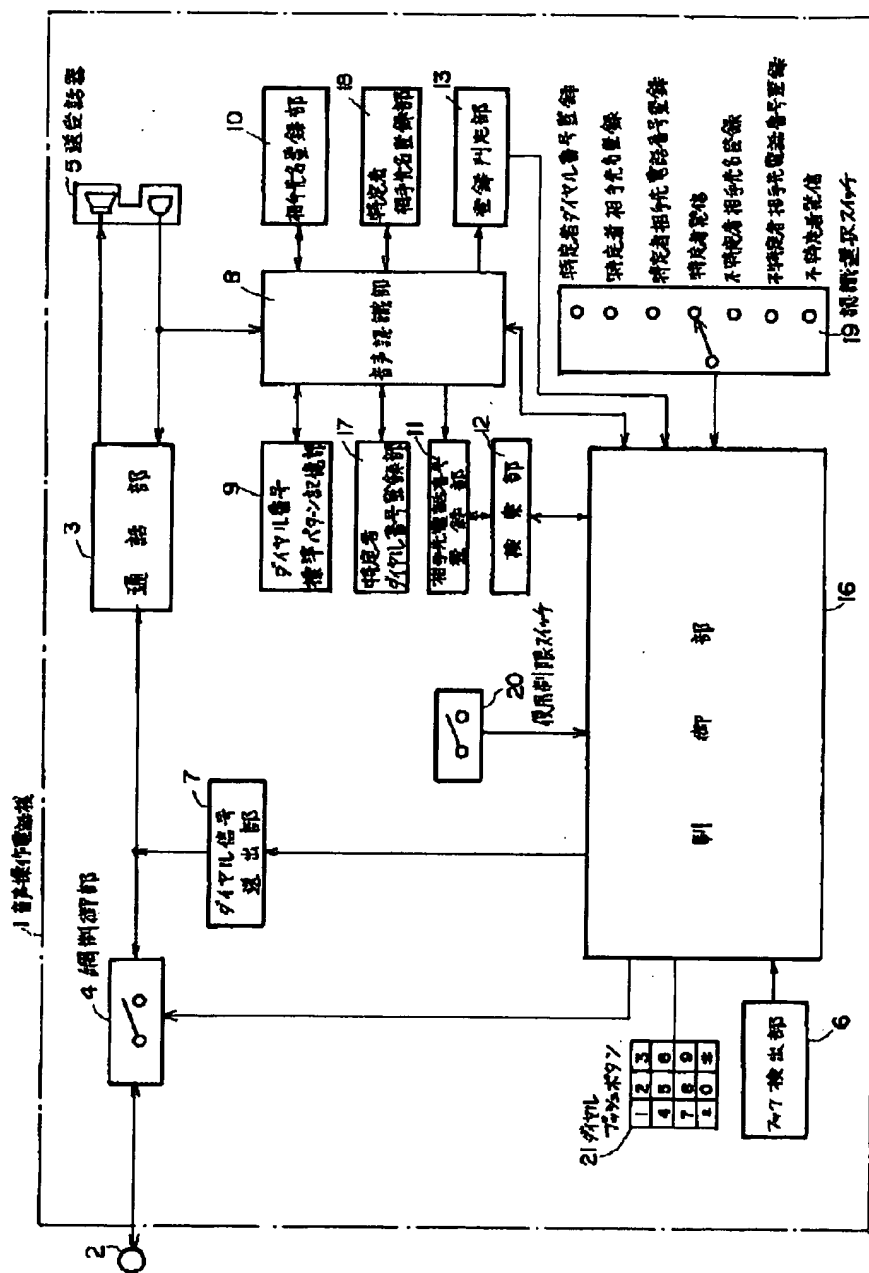 1 音声操作電話機
2
4 網制御部
3
通話部
5 送受話器
7
ダイヤル信号
送出部
9
ダイヤル番号
標準パターン記憶部
17
特定者
ダイヤル番号登録部
11
相手先電話番号
登録部
12
検索部
8
音声認識部
10
相手先名登録部
18
特定者
相手先名登録部
13
登録判定部
20
使用制限スイッチ
16
制御部
特定者ダイヤル番号登録
特定者相手先名登録
特定者相手先電話番号登録
特定者発信
不特定者相手先名登録
不特定者相手先電話番号登録
不特定者発信
19 認識選択スイッチ
21 ダイヤル
プッシュボタン
1 2 3
4 5 6
7 8 9
* 0 #
フック検出部
6